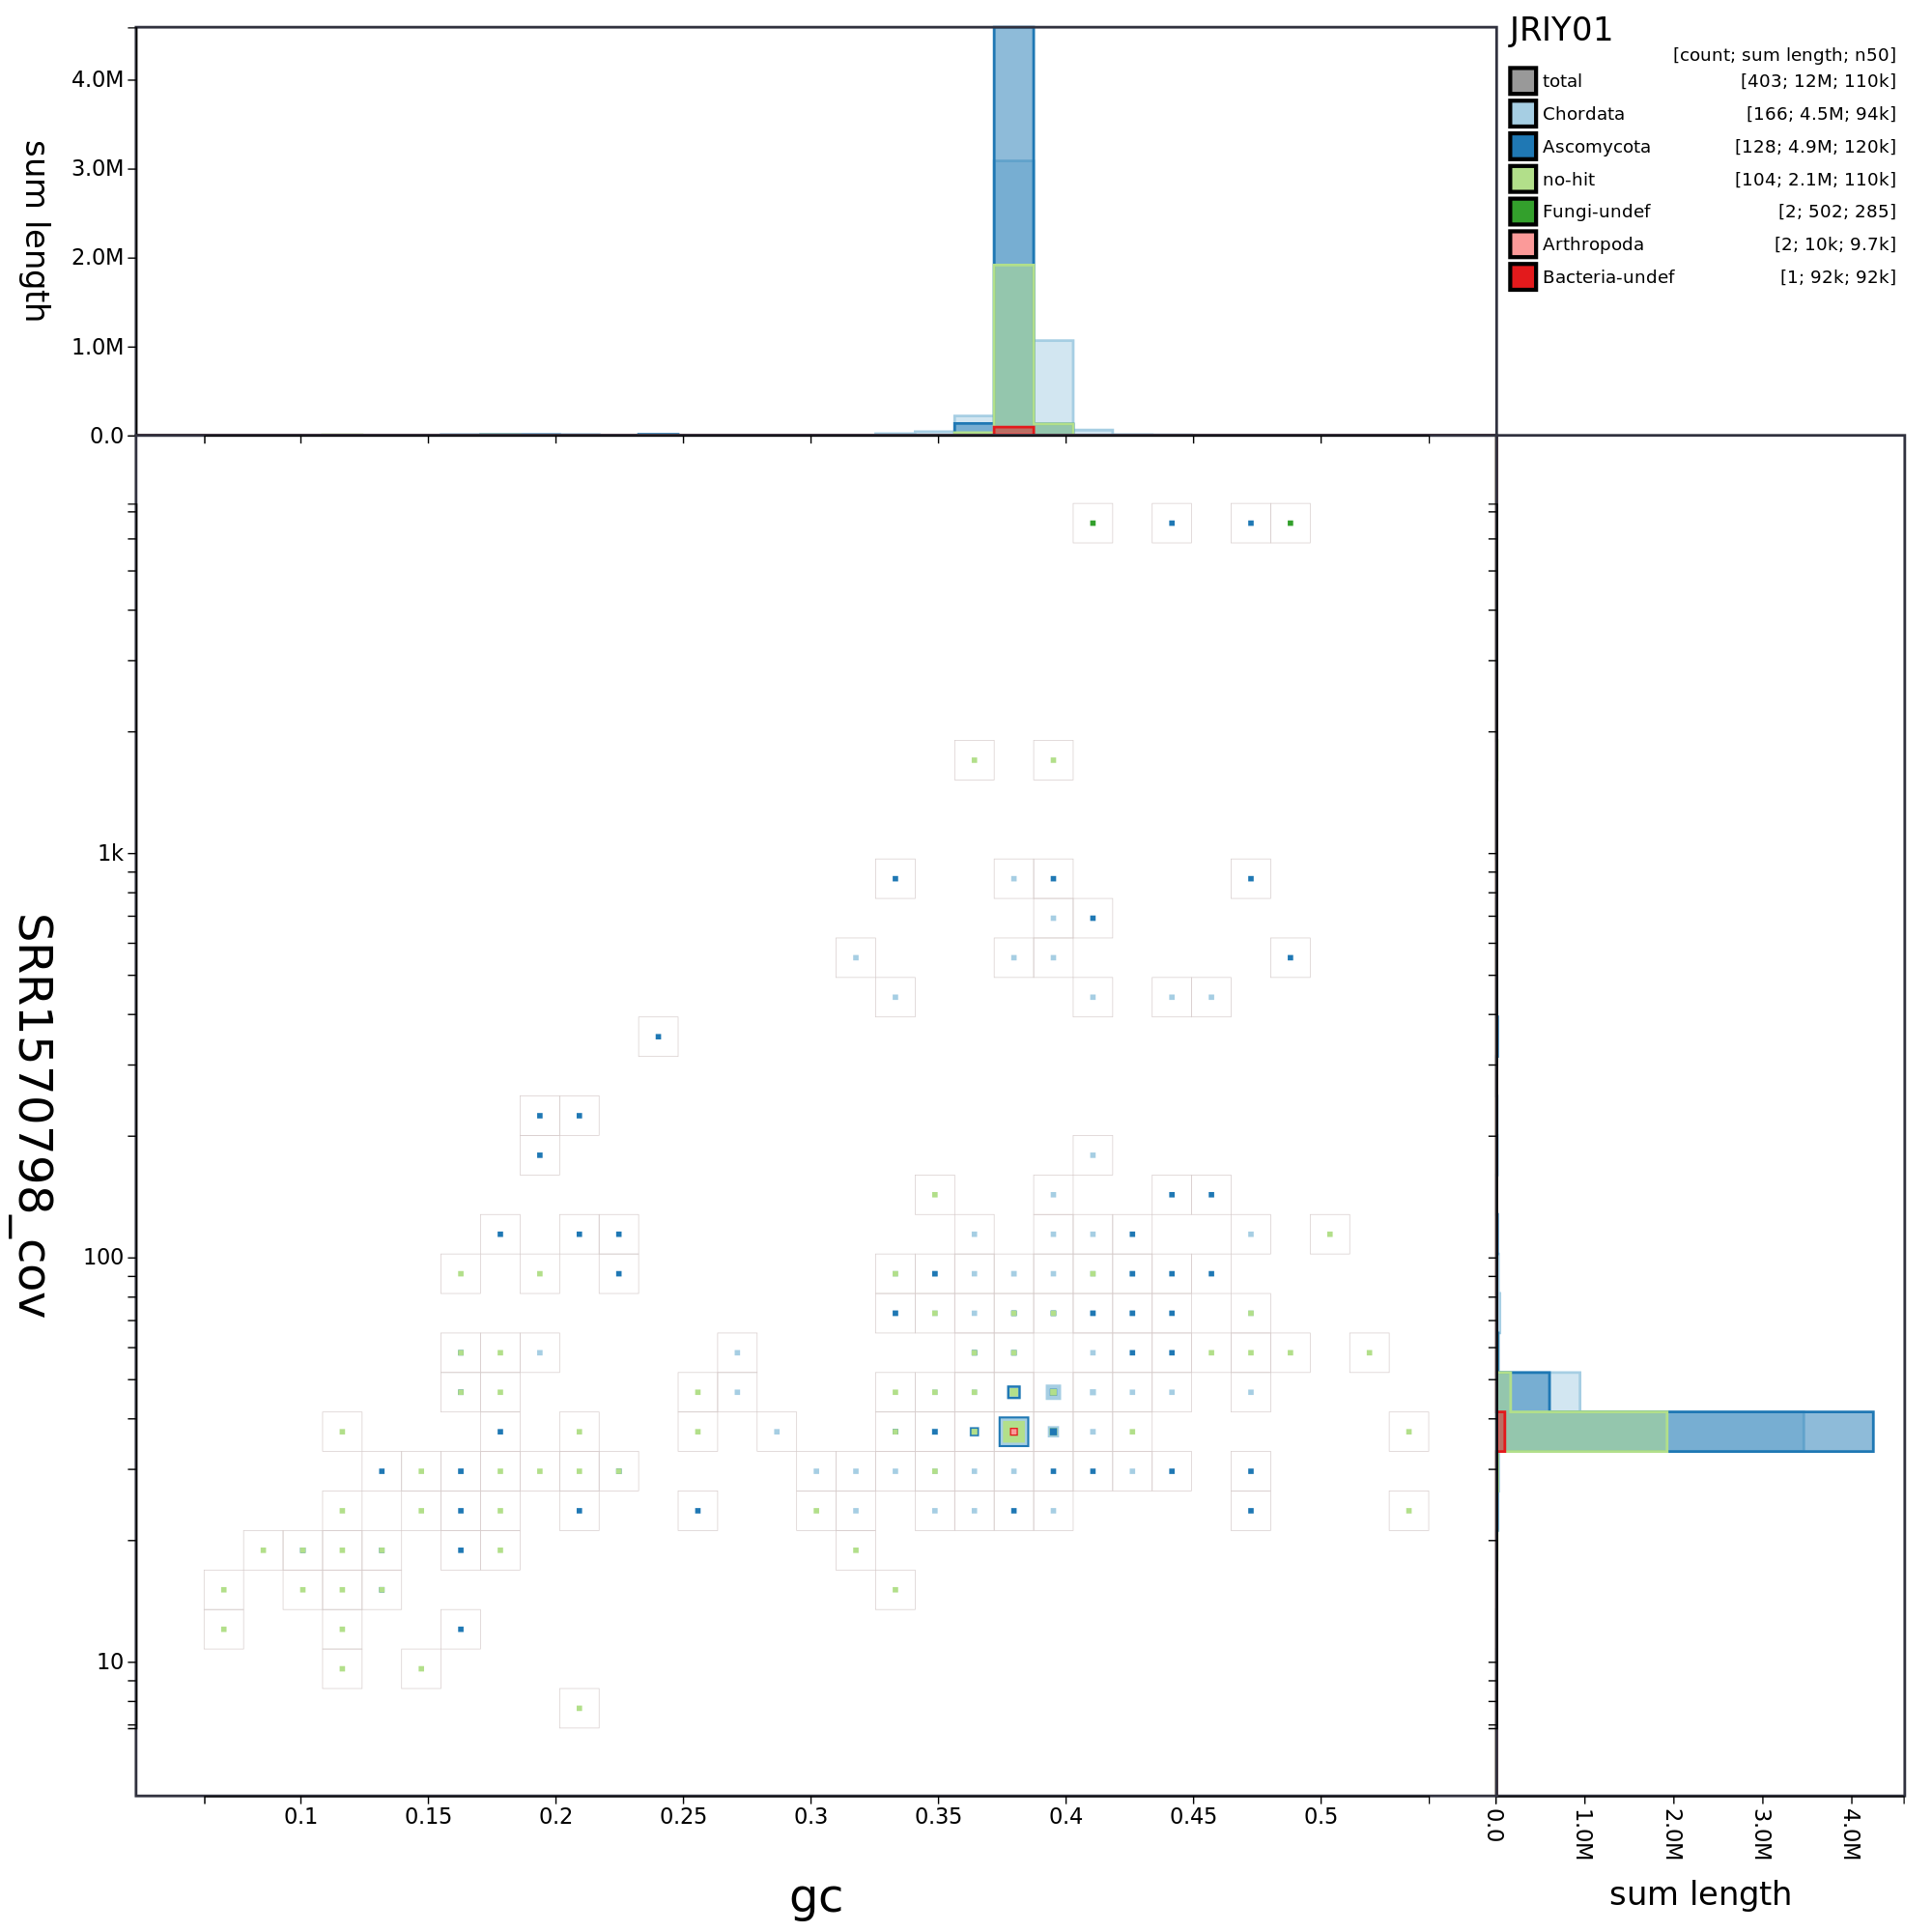 JRIY01
[count; sum length; n50]
total [403; 12M; 110k]
Chordata [166; 4.5M; 94k]
Ascomycota [128; 4.9M; 120k]
no-hit [104; 2.1M; 110k]
Fungi-undef [2; 502; 285]
Arthropoda [2; 10k; 9.7k]
Bacteria-undef [1; 92k; 92k]
sum length
4.0M
3.0M
2.0M
1.0M
0.0
SRR1570798_cov
1k
100
10
0.1
0.15
0.2
0.25
0.3
0.35
0.4
0.45
0.5
gc
0.0
1.0M
2.0M
3.0M
4.0M
sum length